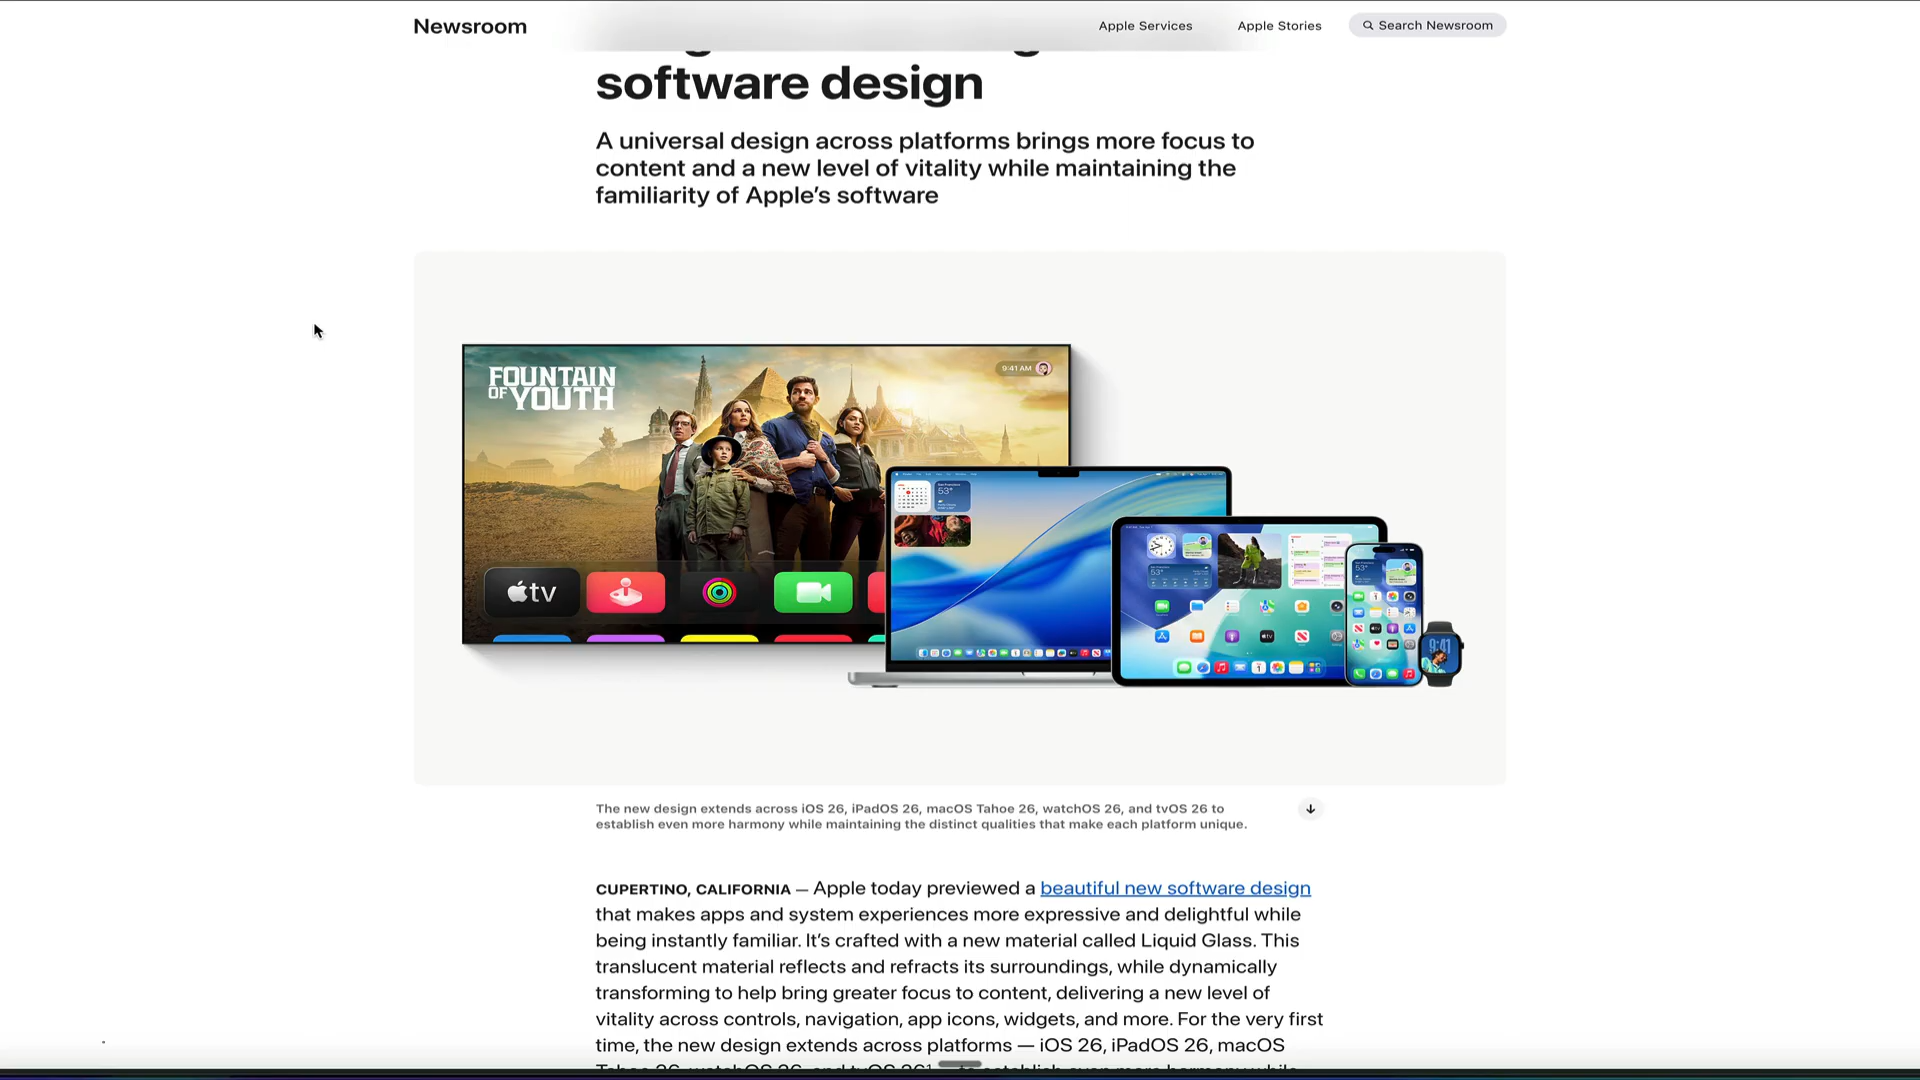 Newsroom
Apple Services
Apple Stories
Search Newsroom
software design
A universal design across platforms brings more focus to
content and a new level of vitality while maintaining the
familiarity of Apple’s software
FOUNTAIN
OF YOUTH
9:41 AM
tv
53°
53°
53°
9:41
The new design extends across iOS 26, iPadOS 26, macOS Tahoe 26, watchOS 26, and tvOS 26 to
establish even more harmony while maintaining the distinct qualities that make each platform unique.
CUPERTINO, CALIFORNIA — Apple today previewed a beautiful new software design
that makes apps and system experiences more expressive and delightful while
being instantly familiar. It’s crafted with a new material called Liquid Glass. This
translucent material reflects and refracts its surroundings, while dynamically
transforming to help bring greater focus to content, delivering a new level of
vitality across controls, navigation, app icons, widgets, and more. For the very first
time, the new design extends across platforms — iOS 26, iPadOS 26, macOS